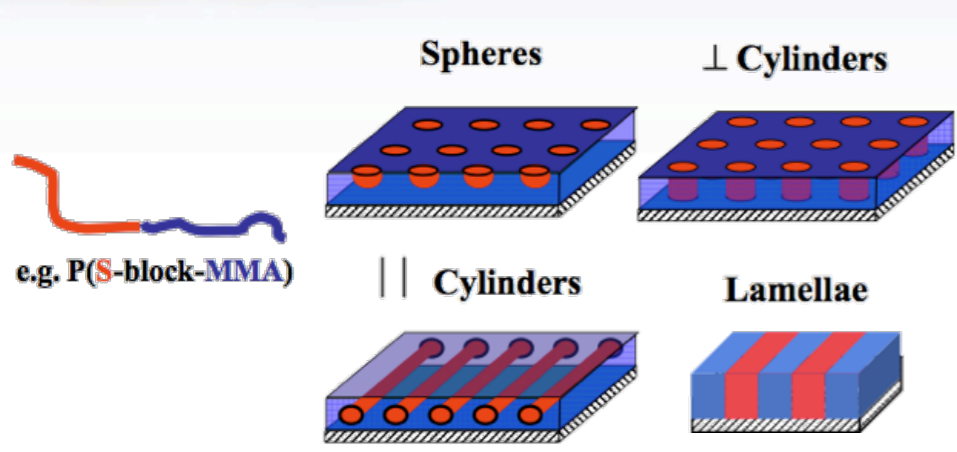 Spheres
⊥ Cylinders
e.g. P(S-block-MMA)
|| Cylinders
Lamellae